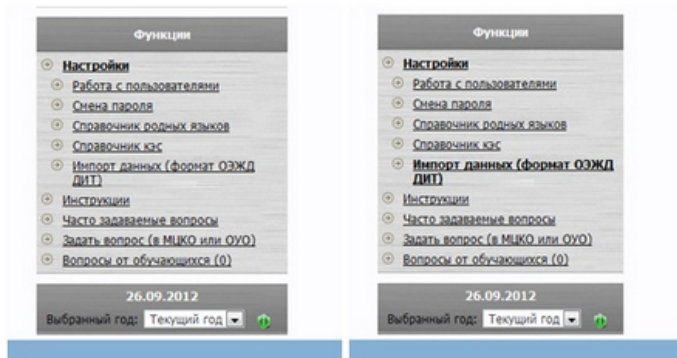 Функции
Настройки
Работа с пользователями
Смена пароля
Справочник родных языков
Справочник кэс
Импорт данных (формат ОЭЖД
ДИТ)
Инструкции
Часто задаваемые вопросы
Задать вопрос (в МЦКО или ОУО)
Вопросы от обучающихся (0)
26.09.2012
Выбранный год: Текущий год
Функции
Настройки
Работа с пользователями
Смена пароля
Справочник родных языков
Справочник кэс
Импорт данных (формат ОЭЖД
ДИТ)
Инструкции
Часто задаваемые вопросы
Задать вопрос (в МЦКО или ОУО)
Вопросы от обучающихся (0)
26.09.2012
Выбранный год: Текущий год